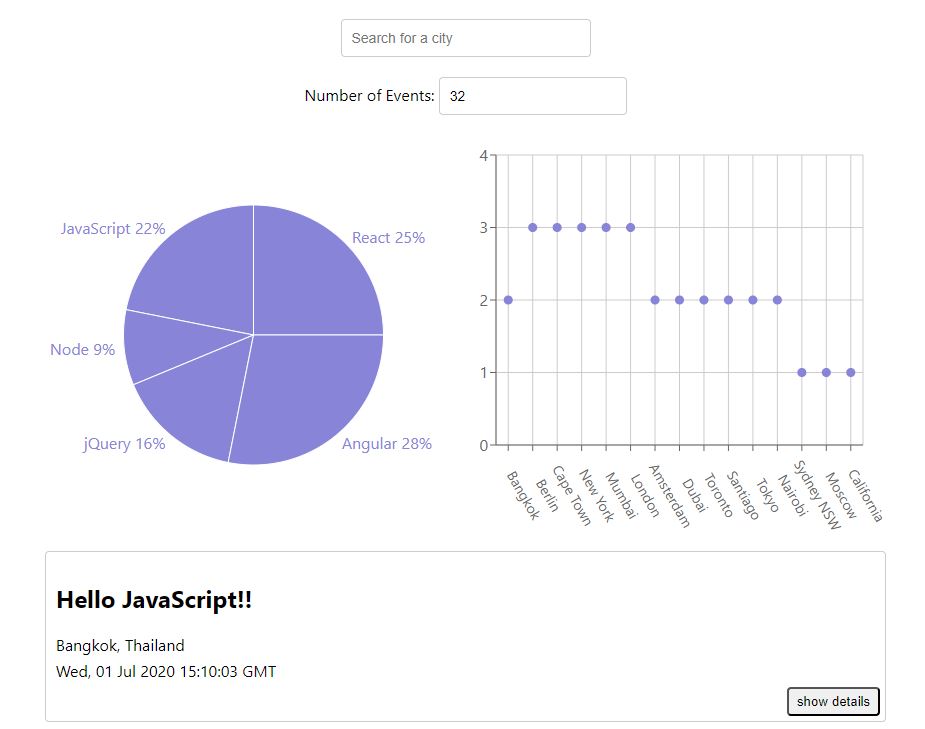 Search for a city
Number of Events: 32
JavaScript 22%
React 25%
Node 9%
jQuery 16%
Angular 28%
4
3
2
1
0
Bangkok
Berlin
Cape Town
New York
Mumbai
London
Amsterdam
Dubai
Toronto
Santiago
Tokyo
Nairobi
Sydney NSW
Moscow
California
Hello JavaScript!!
Bangkok, Thailand
Wed, 01 Jul 2020 15:10:03 GMT
show details